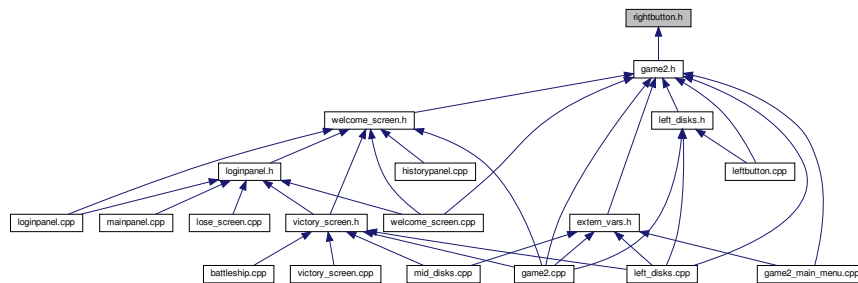 rightbutton.h
game2.h
welcome_screen.h
left_disks.h
loginpanel.h
historypanel.cpp
leftbutton.cpp
loginpanel.cpp
mainpanel.cpp
lose_screen.cpp
victory_screen.h
welcome_screen.cpp
extern_vars.h
battleship.cpp
victory_screen.cpp
mid_disks.cpp
game2.cpp
left_disks.cpp
game2_main_menu.cpp